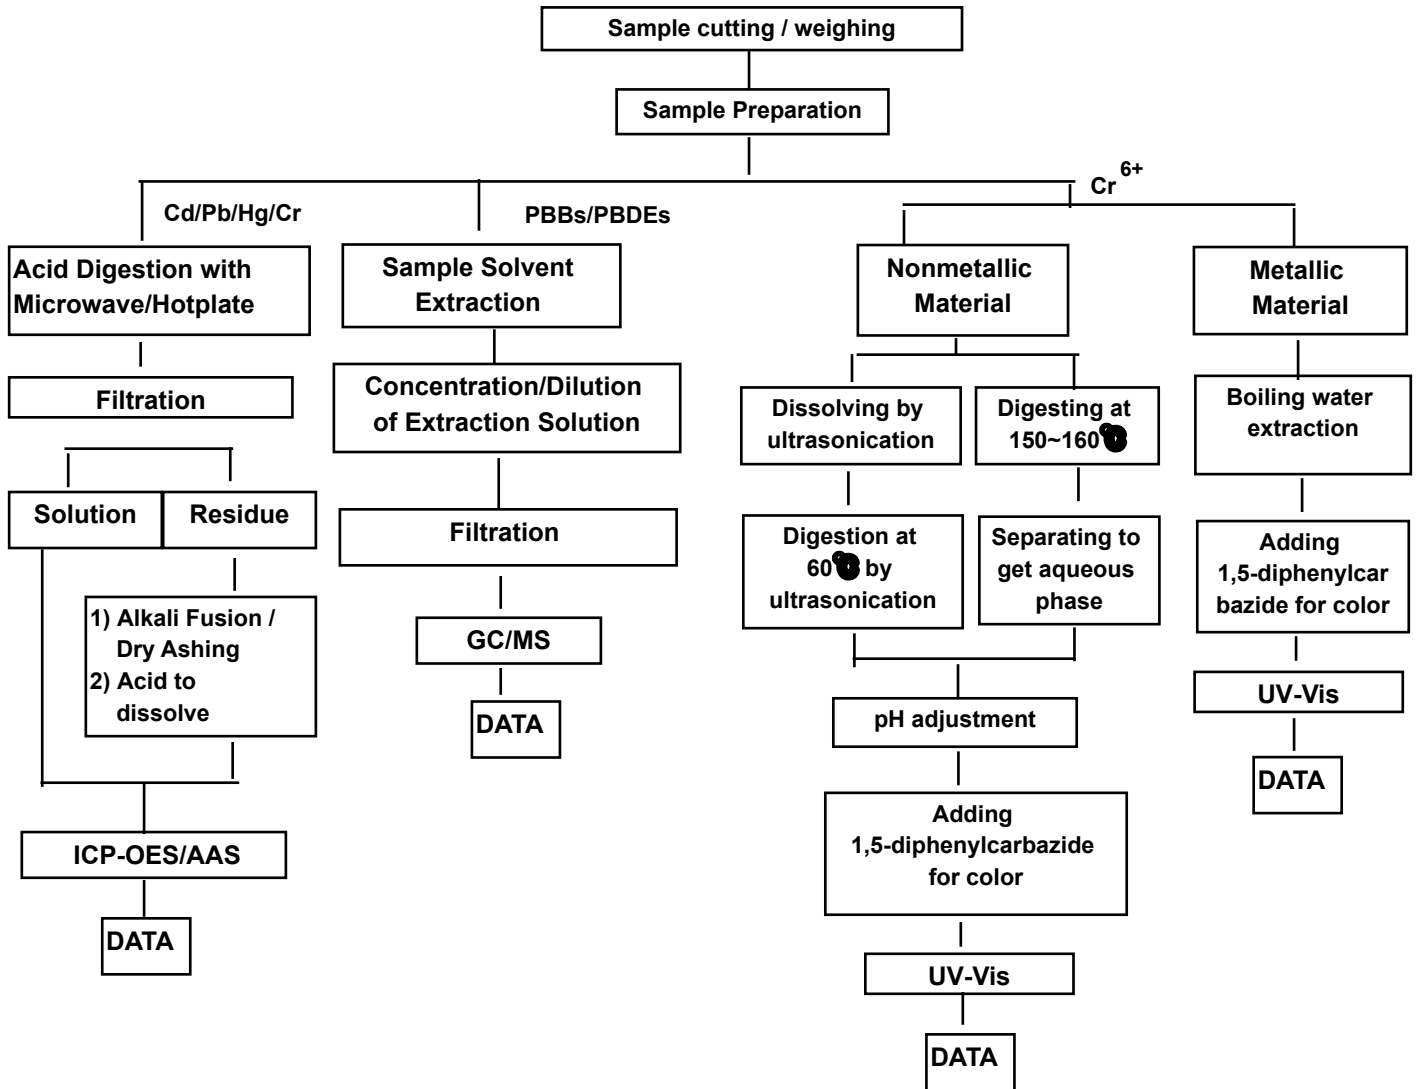 Sample cutting / weighing
Sample Preparation
Cd/Pb/Hg/Cr
Acid Digestion with
Microwave/Hotplate
Filtration
Solution
Residue
1) Alkali Fusion /
Dry Ashing
2) Acid to
dissolve
ICP-OES/AAS
DATA
PBBs/PBDEs
Sample Solvent
Extraction
Concentration/Dilution
of Extraction Solution
Filtration
GC/MS
DATA
Cr 6+
Nonmetallic
Material
Dissolving by
ultrasonication
Digestion at
60℃ by
ultrasonication
Digesting at
150~160℃
Separating to
get aqueous
phase
pH adjustment
Adding
1,5-diphenylcarbazide
for color
UV-Vis
DATA
Metallic
Material
Boiling water
extraction
Adding
1,5-diphenylcar
bazide for color
UV-Vis
DATA